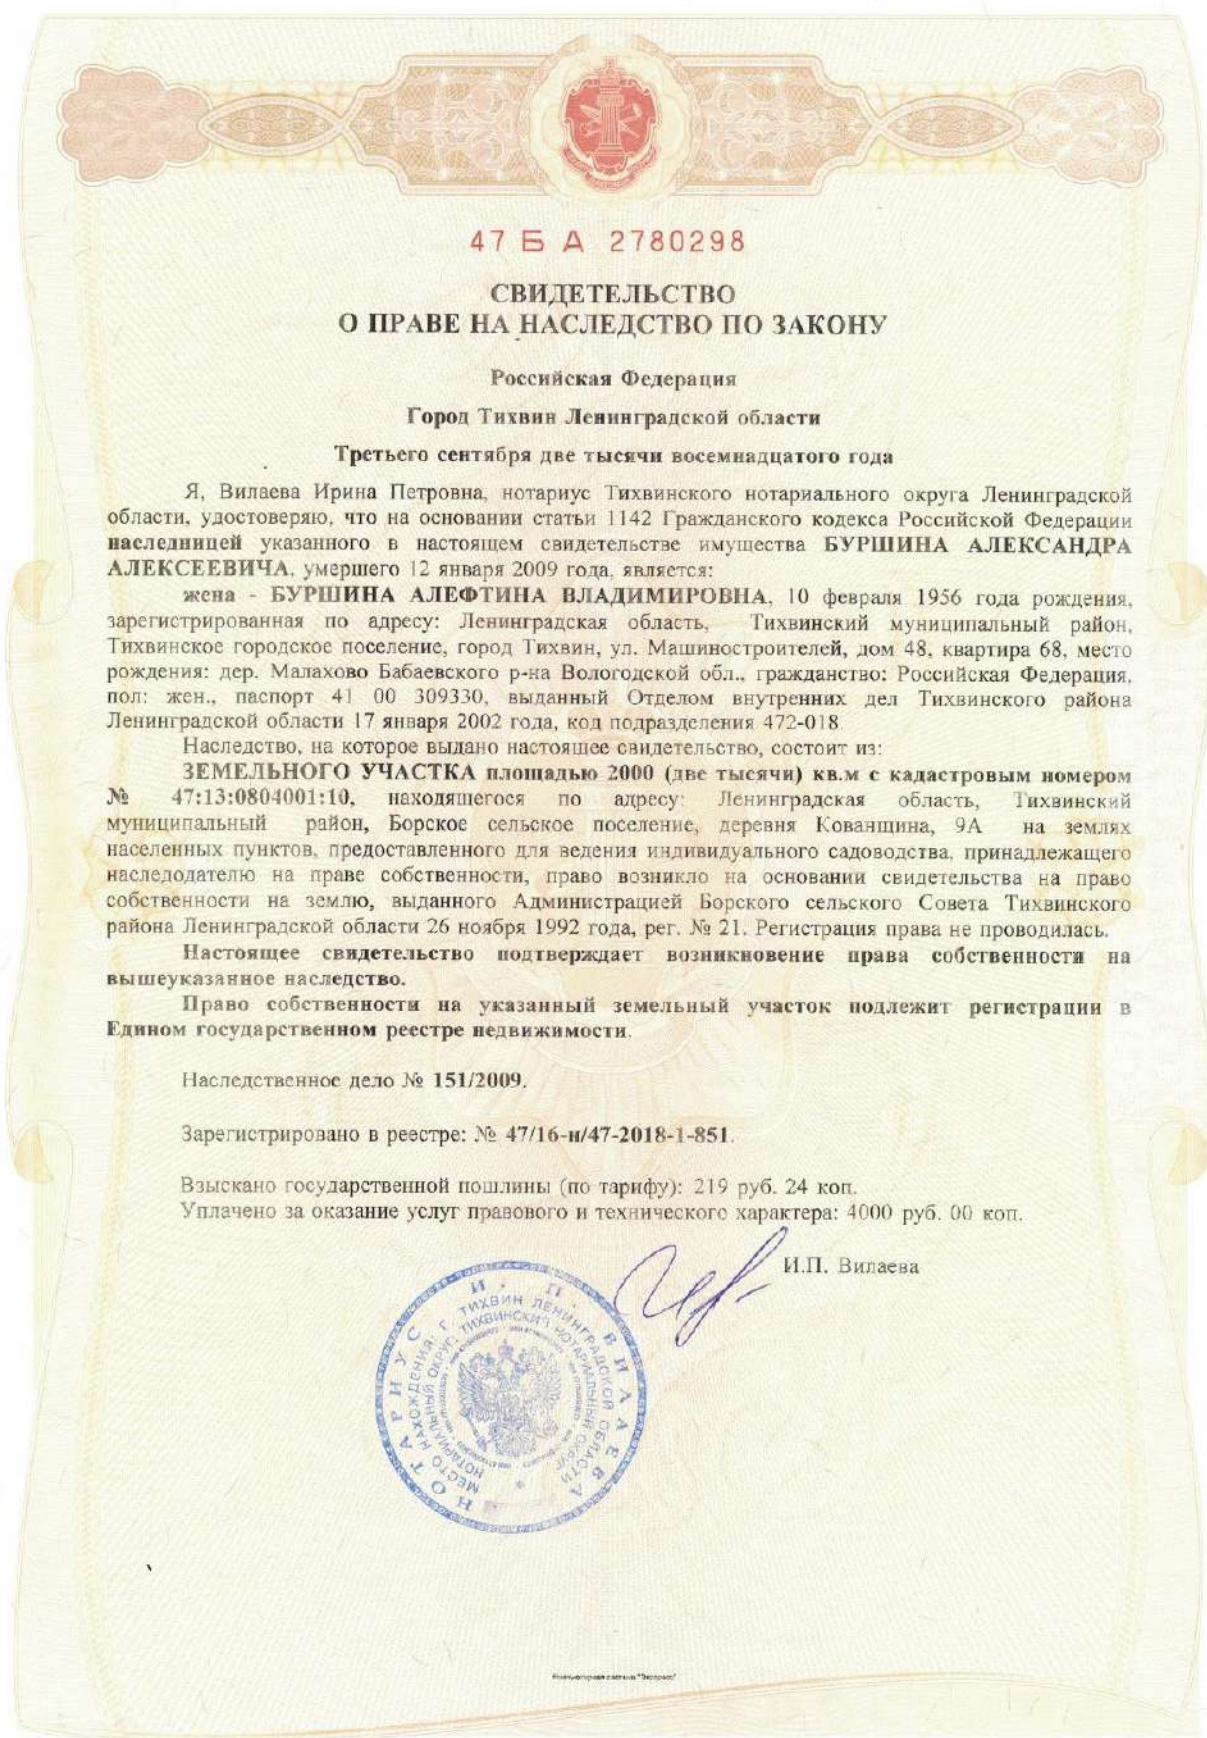 47 Б А 2780298
СВИДЕТЕЛЬСТВО
О ПРАВЕ НА НАСЛЕДСТВО ПО ЗАКОНУ
Российская Федерация
Город Тихвин Ленинградской области
Третьего сентября две тысячи восемнадцатого года
Я, Вилаева Ирина Петровна, нотариус Тихвинского нотариального округа Ленинградской
области, удостоверяю, что на основании статьи 1142 Гражданского кодекса Российской Федерации
наследницей указанного в настоящем свидетельстве имущества БУРШИНА АЛЕКСАНДРА
АЛЕКСЕЕВИЧА, умершего 12 января 2009 года, является:
жена - БУРШИНА АЛЕФТИНА ВЛАДИМИРОВНА, 10 февраля 1956 года рождения,
зарегистрированная по адресу: Ленинградская область, Тихвинский муниципальный район,
Тихвинское городское поселение, город Тихвин, ул. Машиностроителей, дом 48, квартира 68, место
рождения: дер. Малахово Бабаевского р-на Вологодской обл., гражданство: Российская Федерация,
пол: жен., паспорт 41 00 309330, выданный Отделом внутренних дел Тихвинского района
Ленинградской области 17 января 2002 года, код подразделения 472-018.
Наследство, на которое выдано настоящее свидетельство, состоит из:
ЗЕМЕЛЬНОГО УЧАСТКА площадью 2000 (две тысячи) кв.м с кадастровым номером
№ 47:13:0804001:10, находящегося по адресу: Ленинградская область, Тихвинский
муниципальный район, Борское сельское поселение, деревня Кованщина, 9А на землях
населенных пунктов, предоставленного для ведения индивидуального садоводства, принадлежащего
наследодателю на праве собственности, право возникло на основании свидетельства на право
собственности на землю, выданного Администрацией Борского сельского Совета Тихвинского
района Ленинградской области 26 ноября 1992 года, рег. № 21. Регистрация права не проводилась.
Настоящее свидетельство подтверждает возникновение права собственности на
вышеуказанное наследство.
Право собственности на указанный земельный участок подлежит регистрации в
Едином государственном реестре недвижимости.
Наследственное дело № 151/2009.
Зарегистрировано в реестре: № 47/16-н/47-2018-1-851.
Взыскано государственной пошлины (по тарифу): 219 руб. 24 коп.
Уплачено за оказание услуг правового и технического характера: 4000 руб. 00 коп.
И.П. Вилаева
НОТАРИУС И. П. ВИЛАЕВА
МЕСТО НАХОЖДЕНИЯ: г. ТИХВИН ЛЕНИНГРАДСКОЙ ОБЛАСТИ
НОТАРИАЛЬНЫЙ ОКРУГ: ТИХВИНСКИЙ НОТАРИАЛЬНЫЙ ОКРУГ